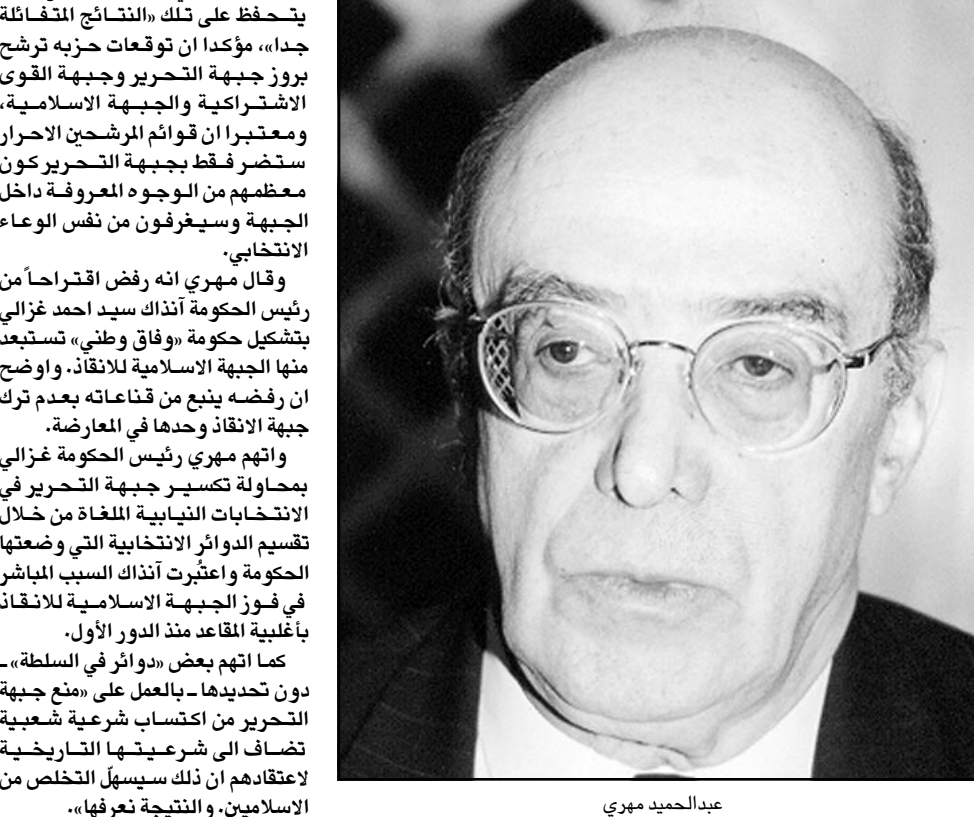 يتحفظ على تلك «النتائج المتفائلة
جدا»، مؤكدا ان توقعات حزبه ترشح
بروز جبهة التحرير وجبهة القوى
الاشتراكية والجبهة الاسلامية،
ومعتبرا ان قوائم المرشحين الاحرار
ستضر فقط بجبهة التحرير كون
معظمهم من الوجوه المعروفة داخل
الجبهة وسيغرفون من نفس الوعاء
الانتخابي.
وقال مهري انه رفض اقتراحاً من
رئيس الحكومة آنذاك سيد احمد غزالي
بتشكيل حكومة «وفاق وطني» تستبعد
منها الجبهة الاسلامية للانقاذ. واوضح
ان رفضه ينبع من قناعاته بعدم ترك
جبهة الانقاذ وحدها في المعارضة.
واتهم مهري رئيس الحكومة غزالي
بمحاولة تكسير جبهة التحرير في
الانتخابات النيابية الملغاة من خلال
تقسيم الدوائر الانتخابية التي وضعتها
الحكومة واعتُبرت آنذاك السبب المباشر
في فوز الجبهة الاسلامية للانقاذ
بأغلبية المقاعد منذ الدور الأول.
كما اتهم بعض «دوائر في السلطة» ـ
دون تحديدها ـ بالعمل على «منع جبهة
التحرير من اكتساب شرعية شعبية
تضاف الى شرعيتها التاريخية
لاعتقادهم ان ذلك سيسهّل التخلص من
الاسلاميين. والنتيجة نعرفها».
عبدالحميد مهري